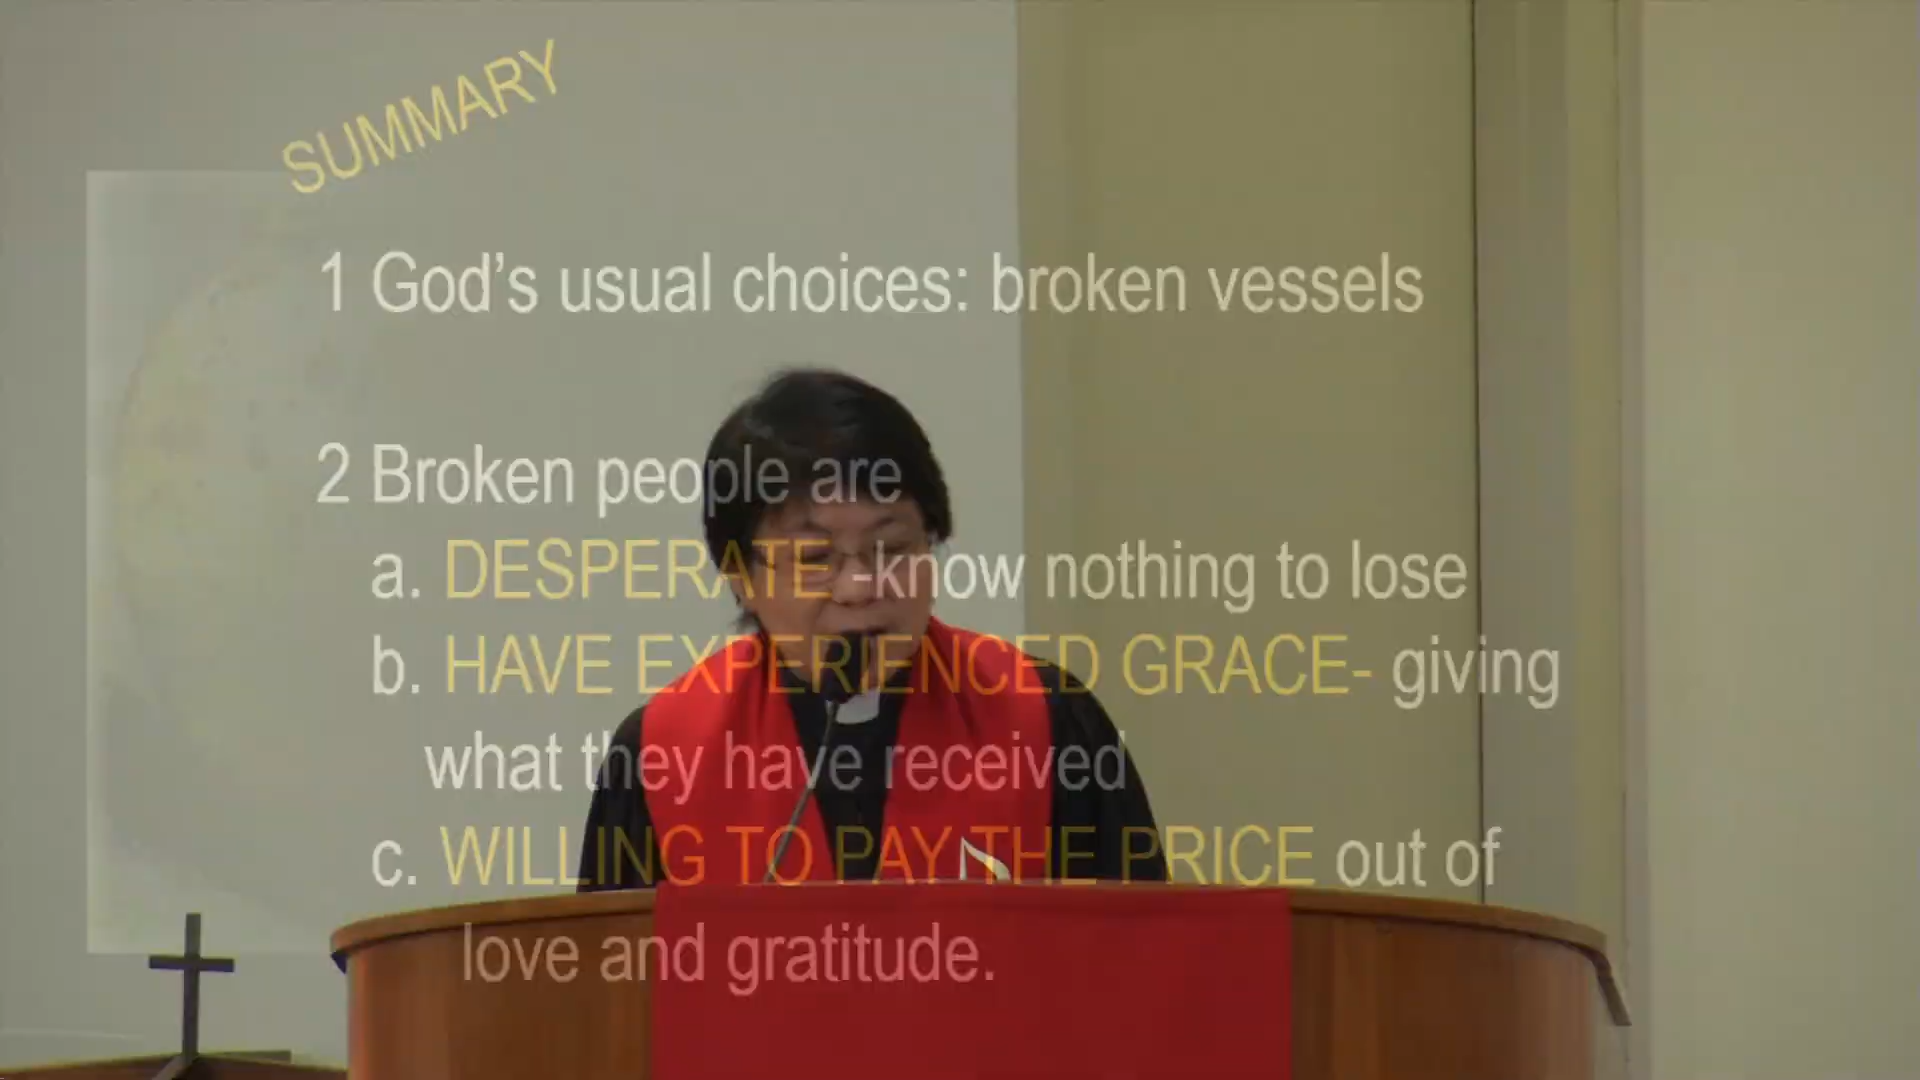 SUMMARY
1 God's usual choices: broken vessels
2 Broken people are
a. DESPERATE -know nothing to lose
b. HAVE EXPERIENCED GRACE- giving
what they have received
c. WILLING TO PAY THE PRICE out of
love and gratitude.